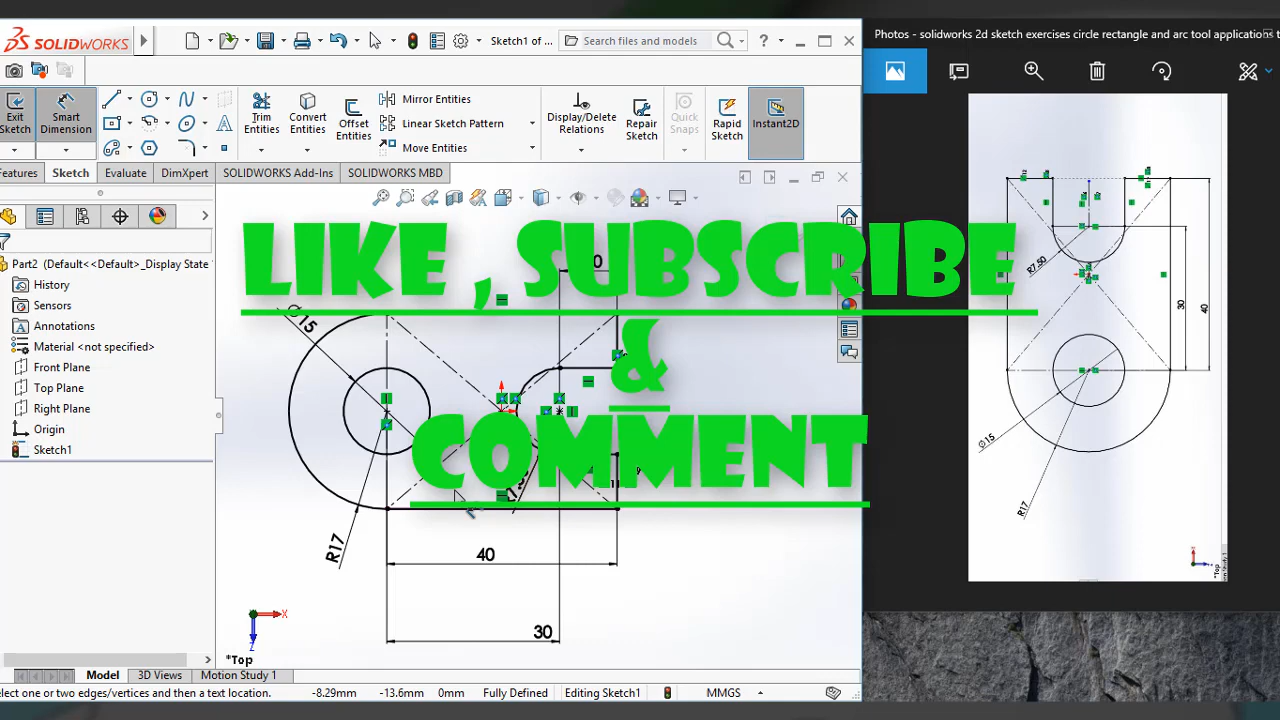 SOLIDWORKS
Sketch1 of ...
Search files and models
?
Photos - solidworks 2d sketch exercises circle rectangle and arc tool applications t
Exit Sketch
Smart Dimension
Trim Entities
Convert Entities
Offset Entities
Mirror Entities
Linear Sketch Pattern
Move Entities
Display/Delete Relations
Repair Sketch
Quick Snaps
Rapid Sketch
Instant2D
Features
Sketch
Evaluate
DimXpert
SOLIDWORKS Add-Ins
SOLIDWORKS MBD
Part2 (Default<<Default>_Display State
History
Sensors
Annotations
Material <not specified>
Front Plane
Top Plane
Right Plane
Origin
Sketch1
LIKE , SUBSCRIBE
&
COMMENT
Ø15
R17
40
30
X
Z
*Top
R7.50
30
40
Ø15
R17
*Top
Model
3D Views
Motion Study 1
elect one or two edges/vertices and then a text location.
-8.29mm
-13.6mm
0mm
Fully Defined
Editing Sketch1
MMGS